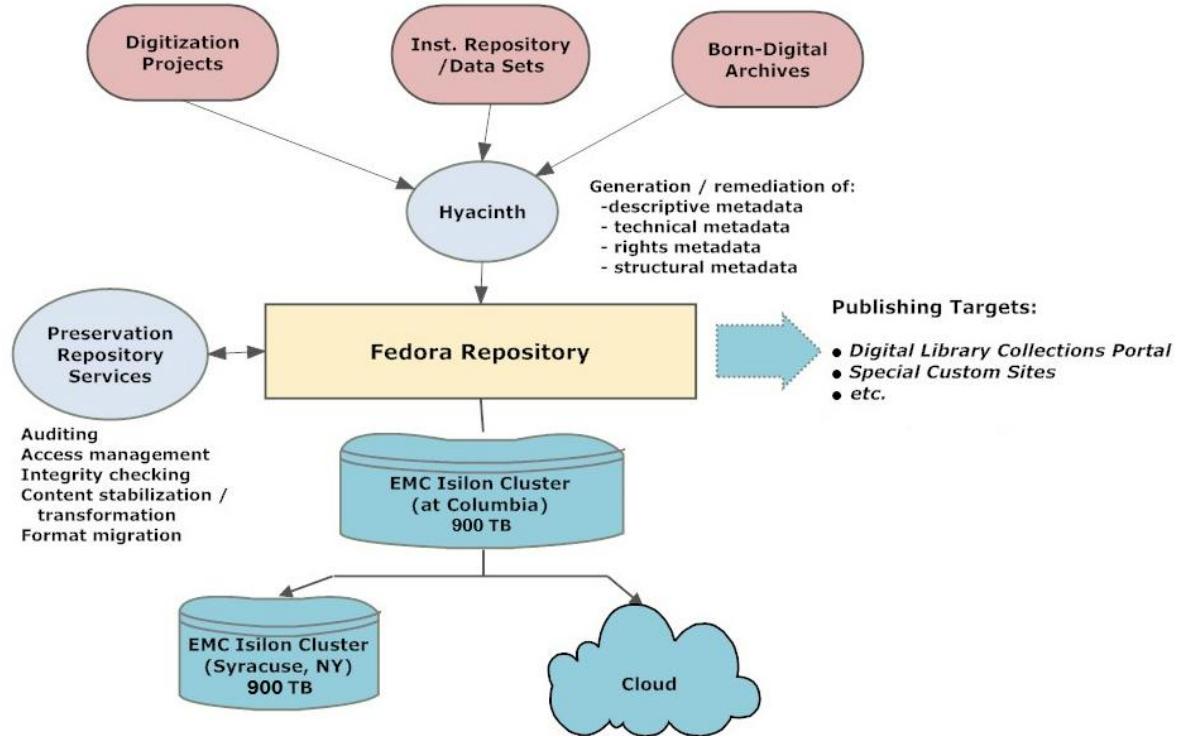 Digitization
Projects
Inst. Repository
/Data Sets
Born-Digital
Archives
Hyacinth
Generation / remediation of:
-descriptive metadata
- technical metadata
- rights metadata
- structural metadata
Preservation
Repository
Services
Fedora Repository
Publishing Targets:
● Digital Library Collections Portal
● Special Custom Sites
● etc.
Auditing
Access management
Integrity checking
Content stabilization /
transformation
Format migration
EMC Isilon Cluster
(at Columbia)
900 TB
EMC Isilon Cluster
(Syracuse, NY)
900 TB
Cloud